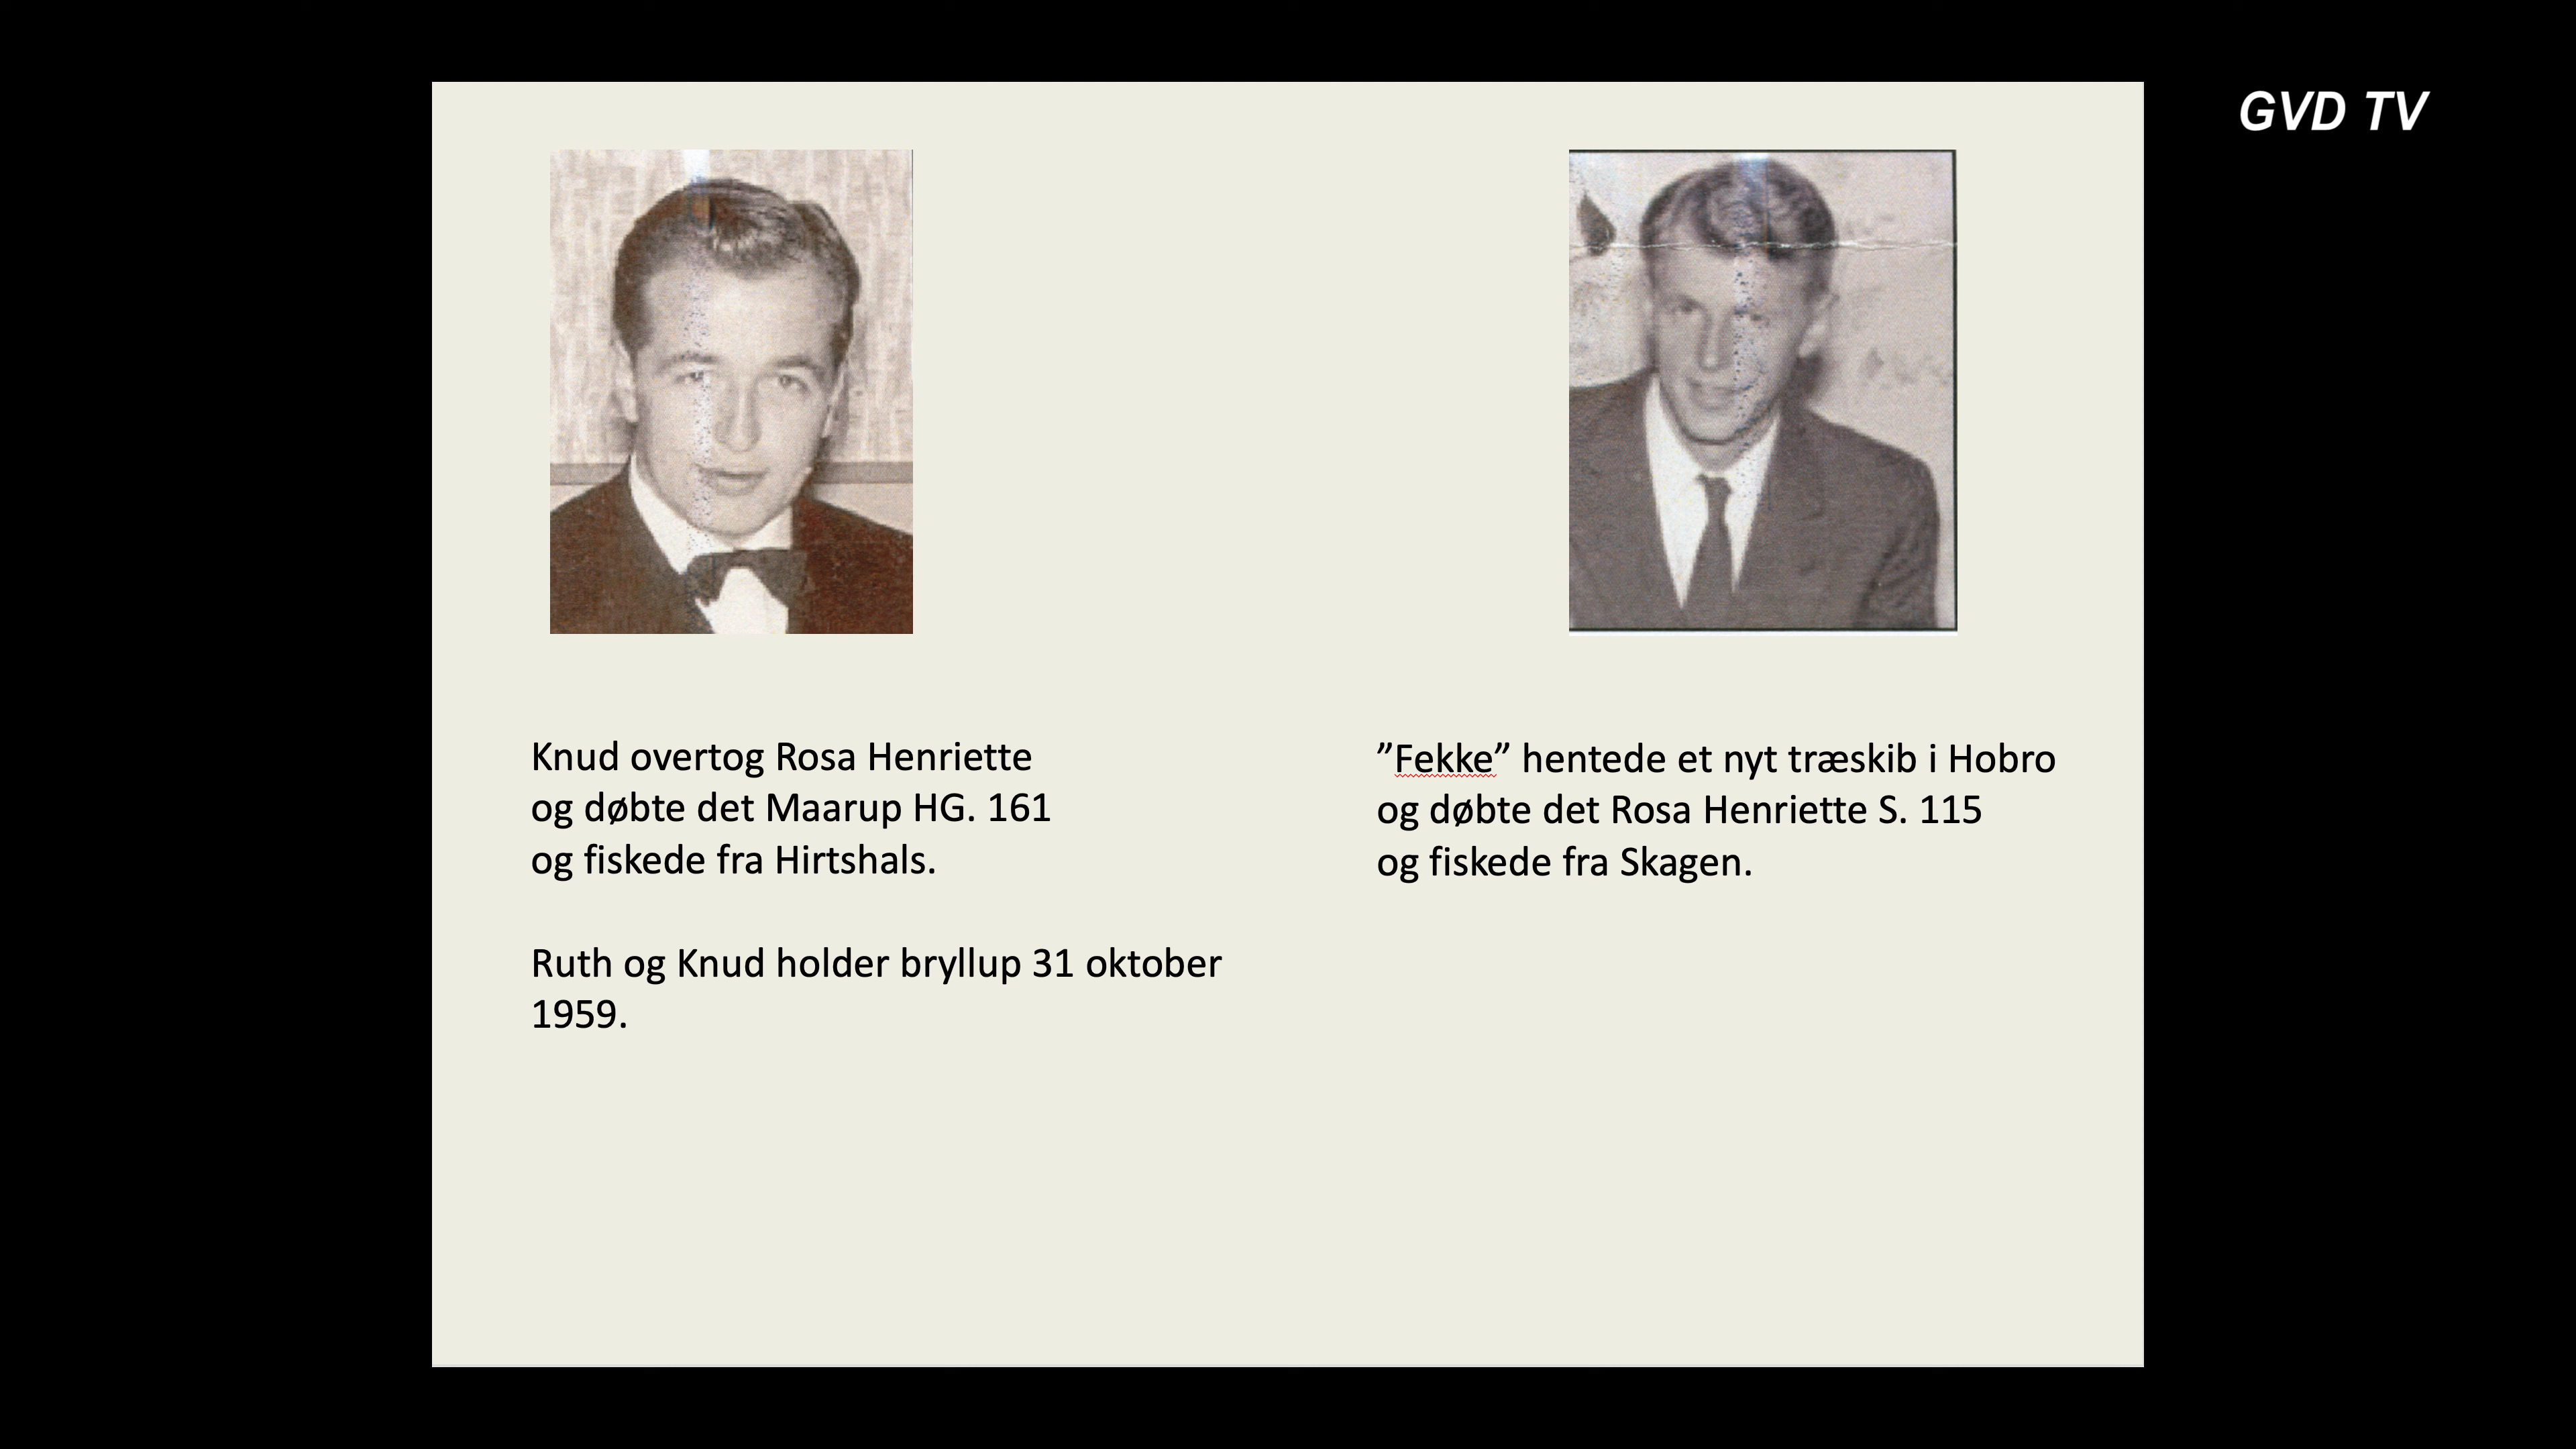 GVD TV
Knud overtog Rosa Henriette
og døbte det Maarup HG. 161
og fiskede fra Hirtshals.
Ruth og Knud holder bryllup 31 oktober
1959.
”Fekke” hentede et nyt træskib i Hobro
og døbte det Rosa Henriette S. 115
og fiskede fra Skagen.